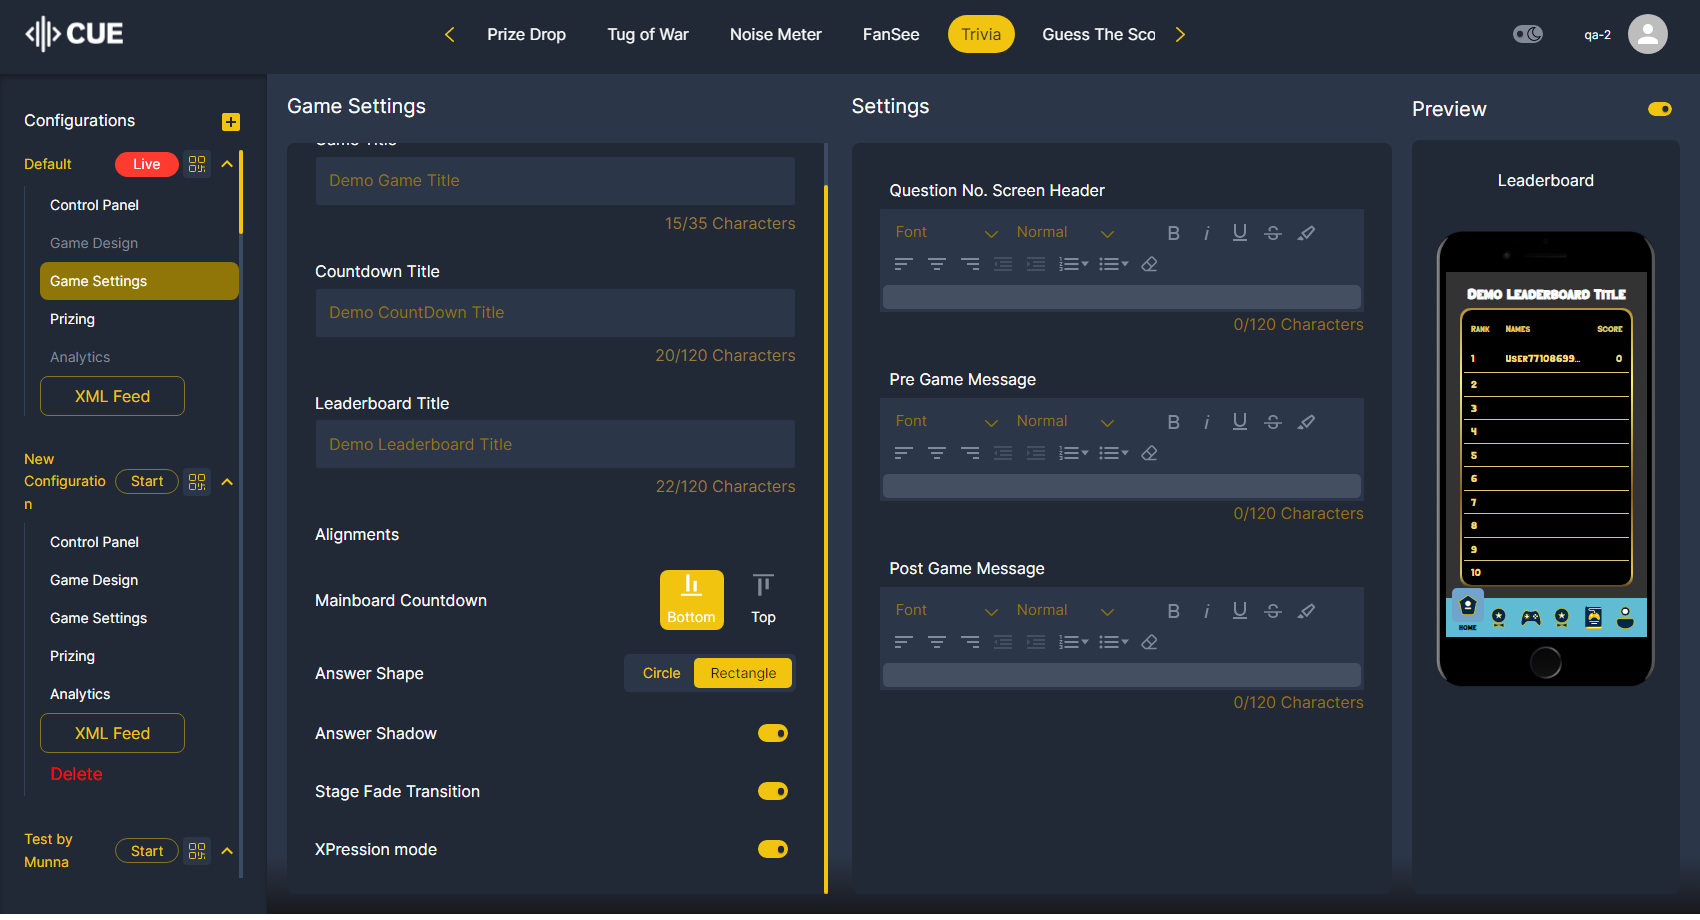 CUE
Prize Drop
Tug of War
Noise Meter
FanSee
Trivia
Guess The Sco
qa-2
Configurations
Default
Live
Control Panel
Game Design
Game Settings
Prizing
Analytics
XML Feed
New
Configuratio
n
Start
Control Panel
Game Design
Game Settings
Prizing
Analytics
XML Feed
Delete
Test by
Munna
Start
Game Settings
Game Title
Demo Game Title
15/35 Characters
Countdown Title
Demo CountDown Title
20/120 Characters
Leaderboard Title
Demo Leaderboard Title
22/120 Characters
Alignments
Mainboard Countdown
Bottom
Top
Answer Shape
Circle
Rectangle
Answer Shadow
Stage Fade Transition
XPression mode
Settings
Question No. Screen Header
Font
Normal
B i U S
0/120 Characters
Pre Game Message
Font
Normal
B i U S
0/120 Characters
Post Game Message
Font
Normal
B i U S
0/120 Characters
Preview
Leaderboard
Demo Leaderboard Title
Rank Names Score
1 User77108699... 0
2
3
4
5
6
7
8
9
10
HOME